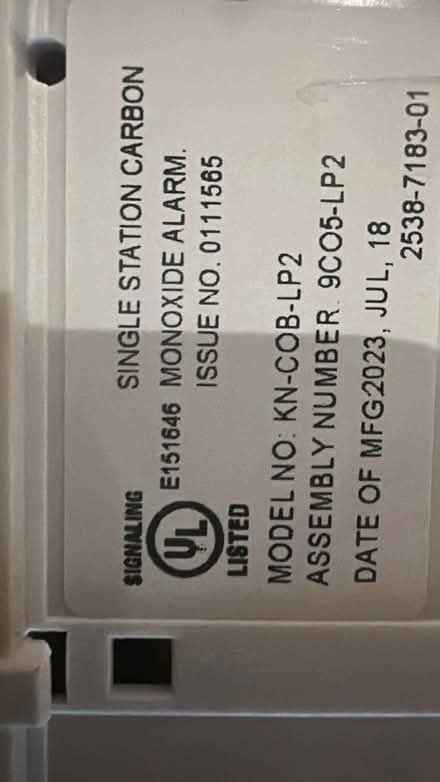 SIGNALING
UL
LISTED
E151646
SINGLE STATION CARBON
MONOXIDE ALARM.
ISSUE NO. 0111565
MODEL NO: KN-COB-LP2
ASSEMBLY NUMBER. 9CO5-LP2
DATE OF MFG2023, JUL, 18
2538-7183-01